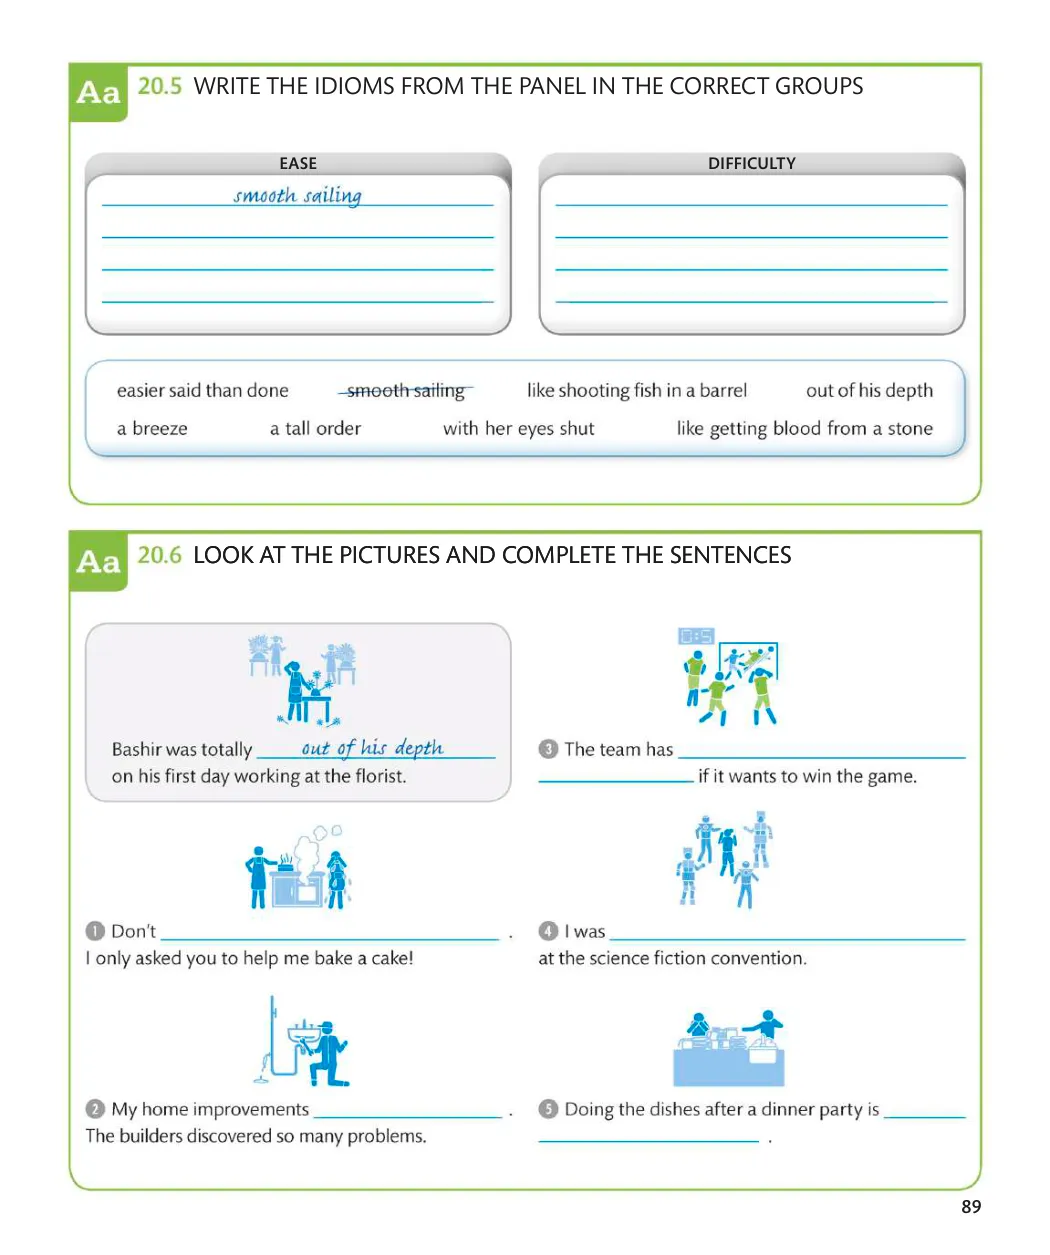 Aa 20.5 WRITE THE IDIOMS FROM THE PANEL IN THE CORRECT GROUPS
EASE
smooth sailing
DIFFICULTY
easier said than done smooth sailing like shooting fish in a barrel out of his depth
a breeze a tall order with her eyes shut like getting blood from a stone
Aa 20.6 LOOK AT THE PICTURES AND COMPLETE THE SENTENCES
Bashir was totally out of his depth
on his first day working at the florist.
1 Don't .
I only asked you to help me bake a cake!
2 My home improvements .
The builders discovered so many problems.
0:85
3 The team has
if it wants to win the game.
4 I was
at the science fiction convention.
5 Doing the dishes after a dinner party is
.
89